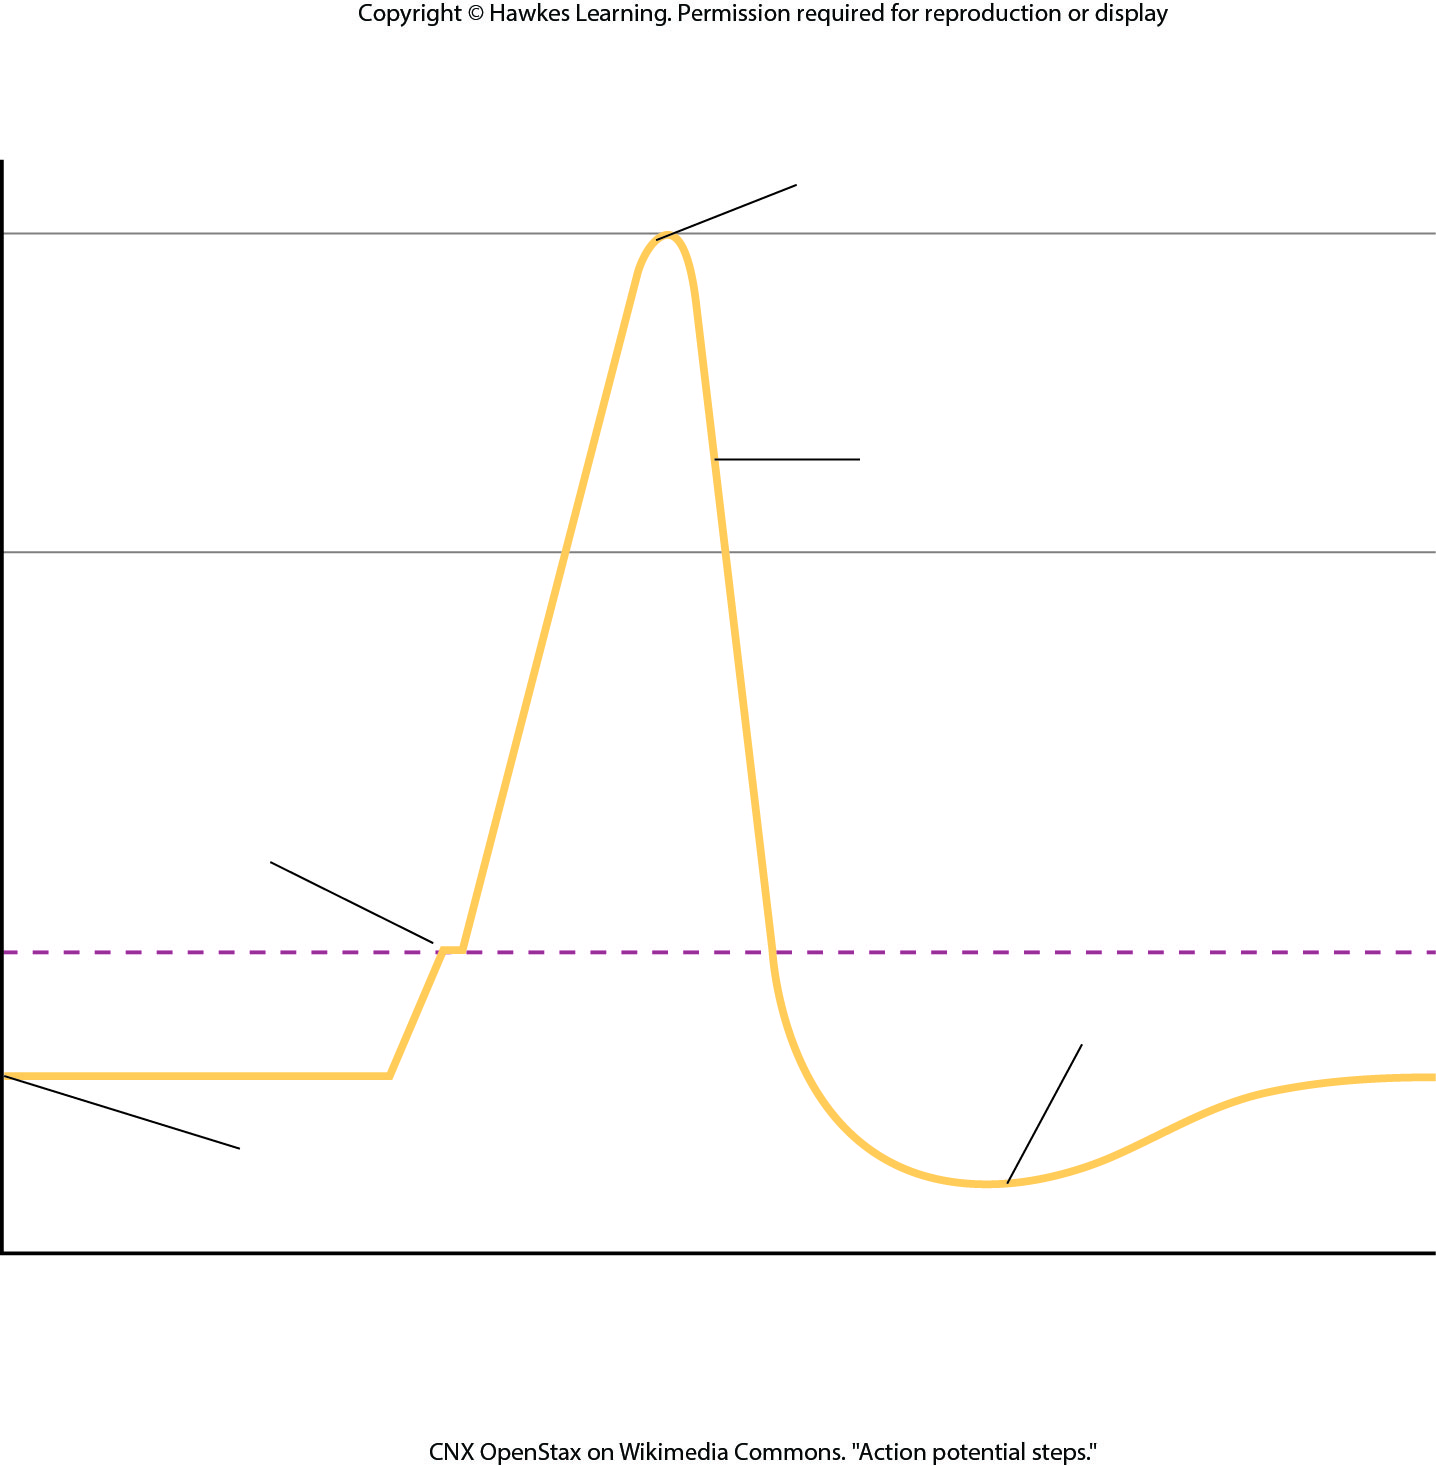 Copyright © Hawkes Learning. Permission required for reproduction or display
CNX OpenStax on Wikimedia Commons. "Action potential steps."